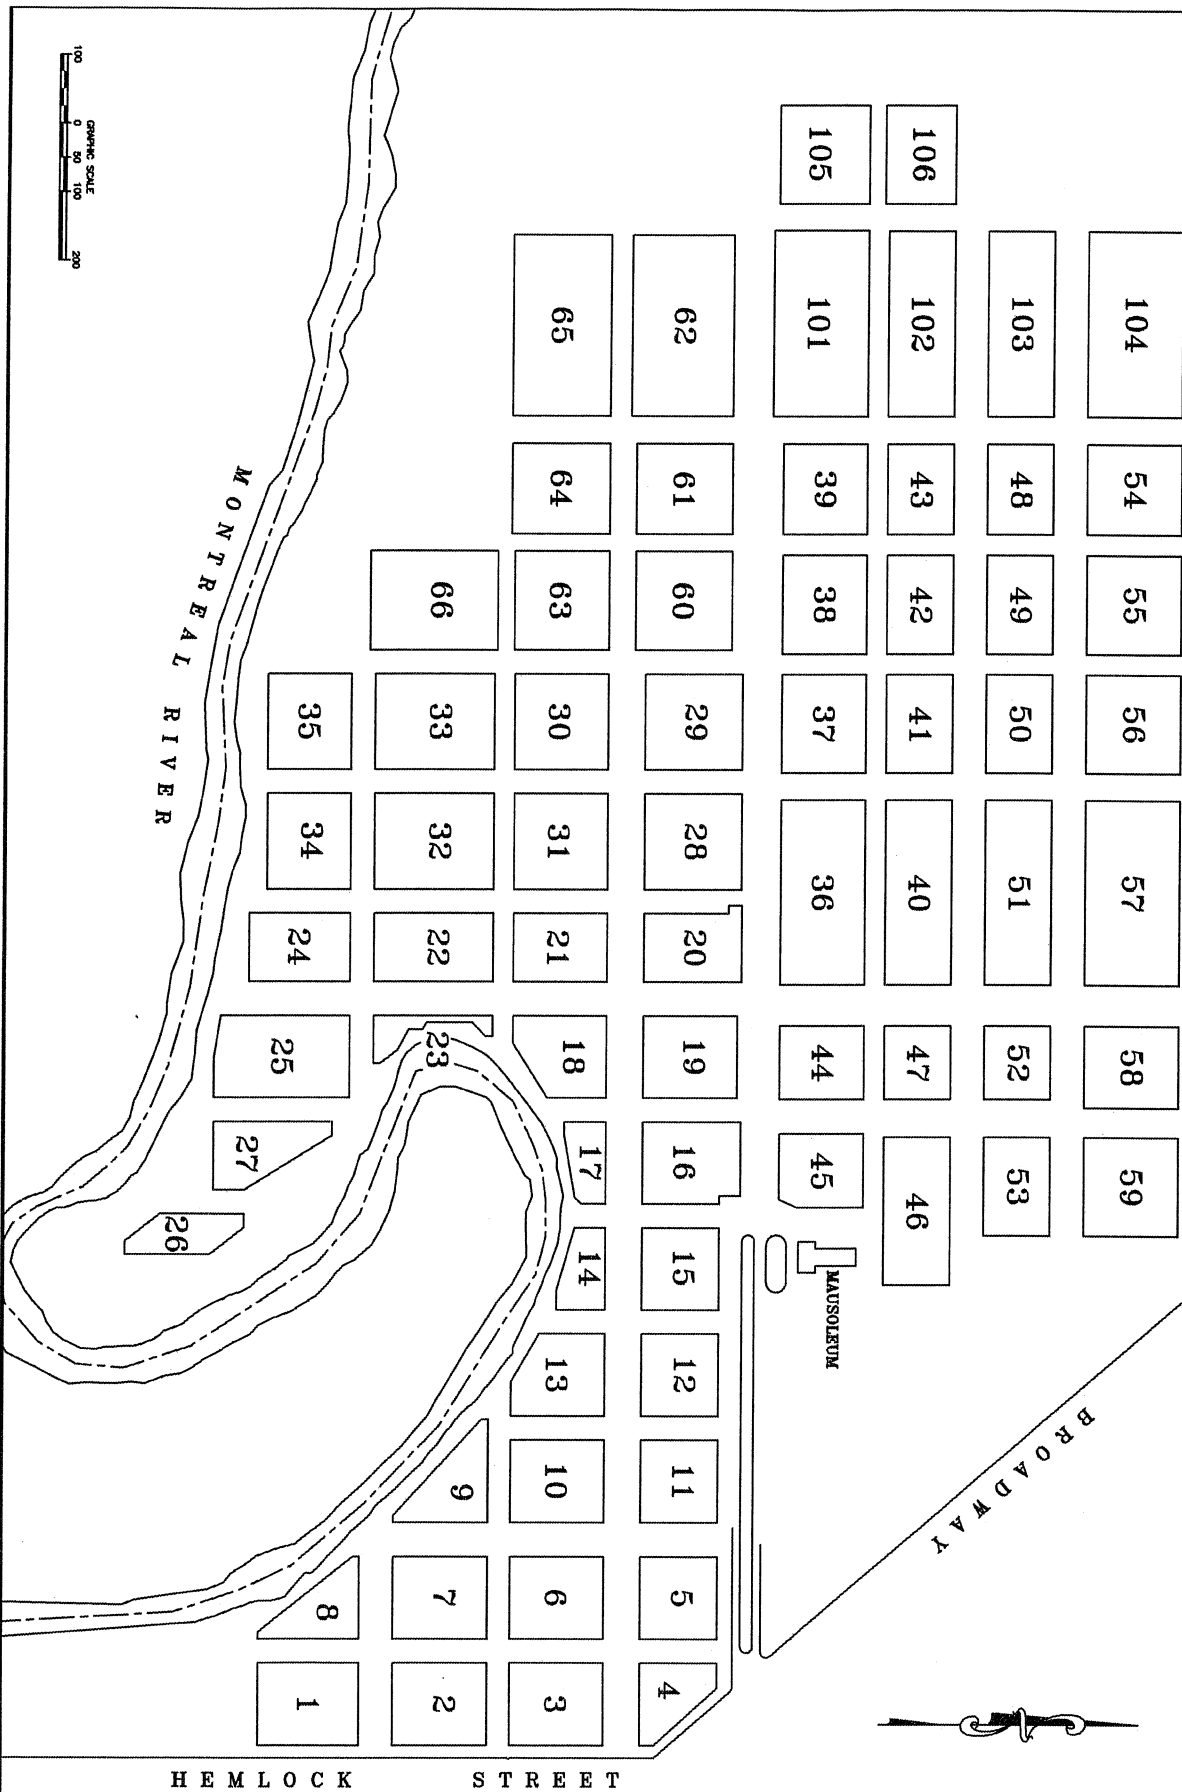 100 0 50 100 200
GRAPHIC SCALE
MONTREAL RIVER
105 106
65 62 101 102 103 104
64 61 39 43 48 54
66 63 60 38 42 49 55
35 33 30 29 37 41 50 56
34 32 31 28 36 40 51 57
24 22 21 20
25 23 18 19 44 47 52 58
27 17 16 45 46 53 59
26 14 15
MAUSOLEUM
13 12
BROADWAY
9 10 11
8 7 6 5
1 2 3 4
HEMLOCK STREET